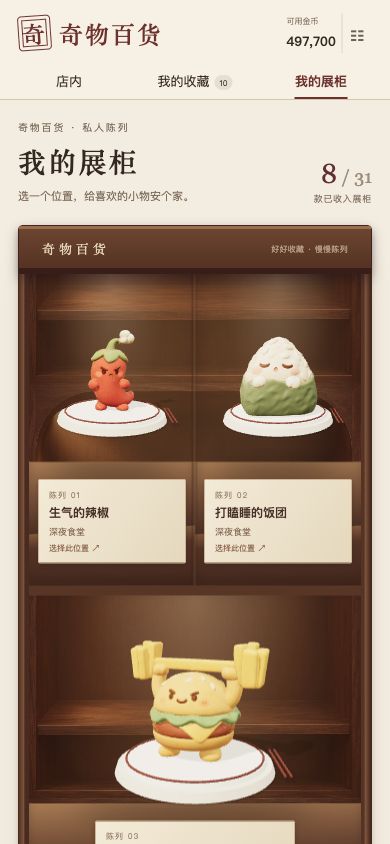 奇 奇物百货
可用金币
497,700
店内 我的收藏 10 我的展柜
奇物百货 · 私人陈列
我的展柜
选一个位置，给喜欢的小物安个家。
8 / 31
款已收入展柜
奇物百货 好好收藏 · 慢慢陈列
陈列 01
生气的辣椒
深夜食堂
选择此位置 ↗
陈列 02
打瞌睡的饭团
深夜食堂
选择此位置 ↗
陈列 03